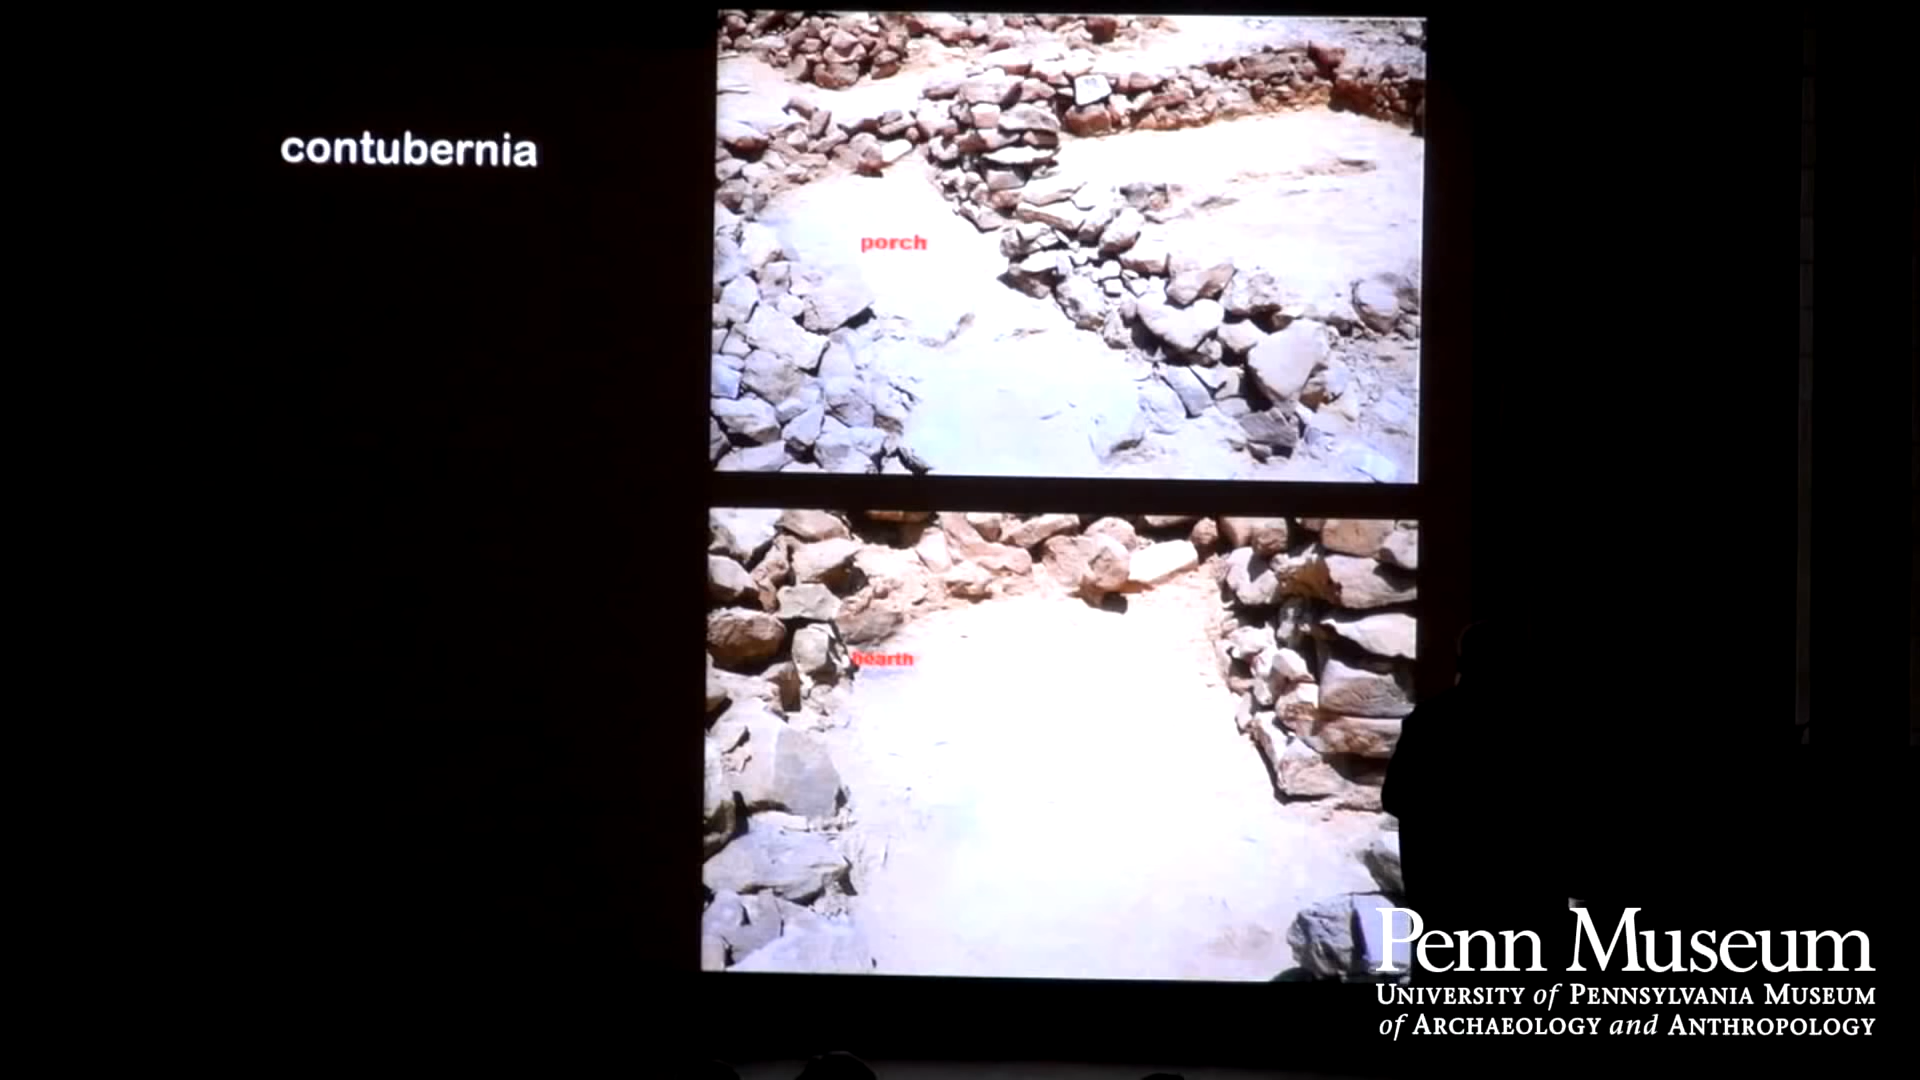 contubernia
porch
hearth
Penn Museum
UNIVERSITY of PENNSYLVANIA MUSEUM
of ARCHAEOLOGY and ANTHROPOLOGY